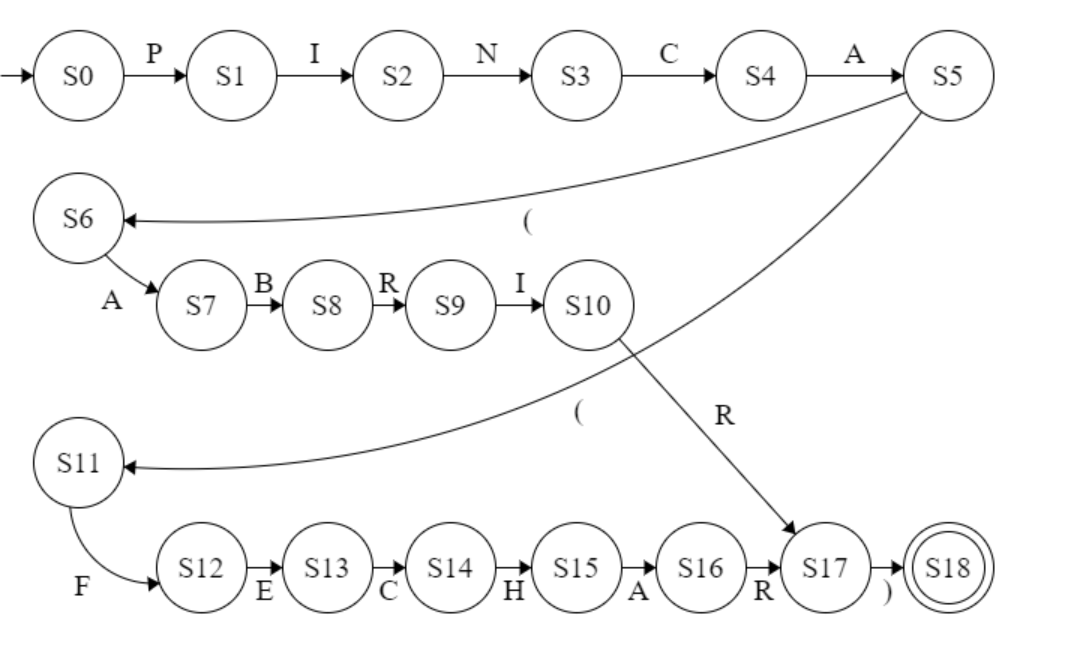 P I N C A
S0 S1 S2 S3 S4 S5
S6
(
A B R I
S7 S8 S9 S10
R
(
S11
S12 S13 S14 S15 S16 S17 S18
F E C H A R )